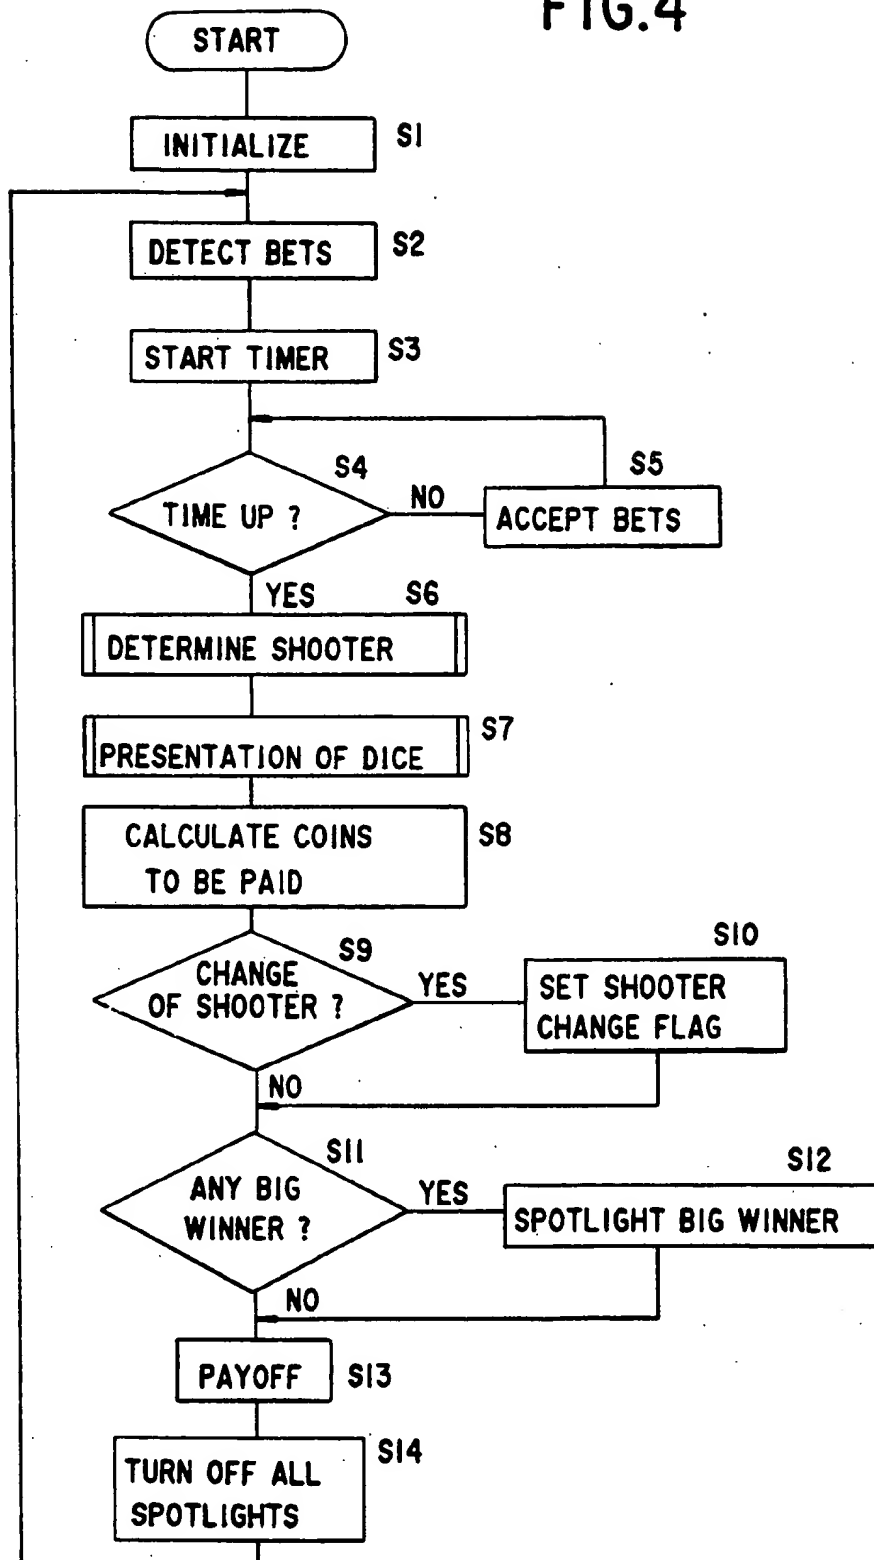 FIG.4
START
INITIALIZE
S1
DETECT BETS
S2
START TIMER
S3
S4
TIME UP ?
NO
S5
ACCEPT BETS
YES
S6
DETERMINE SHOOTER
S7
PRESENTATION OF DICE
CALCULATE COINS
TO BE PAID
S8
S9
CHANGE
OF SHOOTER ?
YES
S10
SET SHOOTER
CHANGE FLAG
NO
S11
ANY BIG
WINNER ?
YES
S12
SPOTLIGHT BIG WINNER
NO
PAYOFF
S13
S14
TURN OFF ALL
SPOTLIGHTS